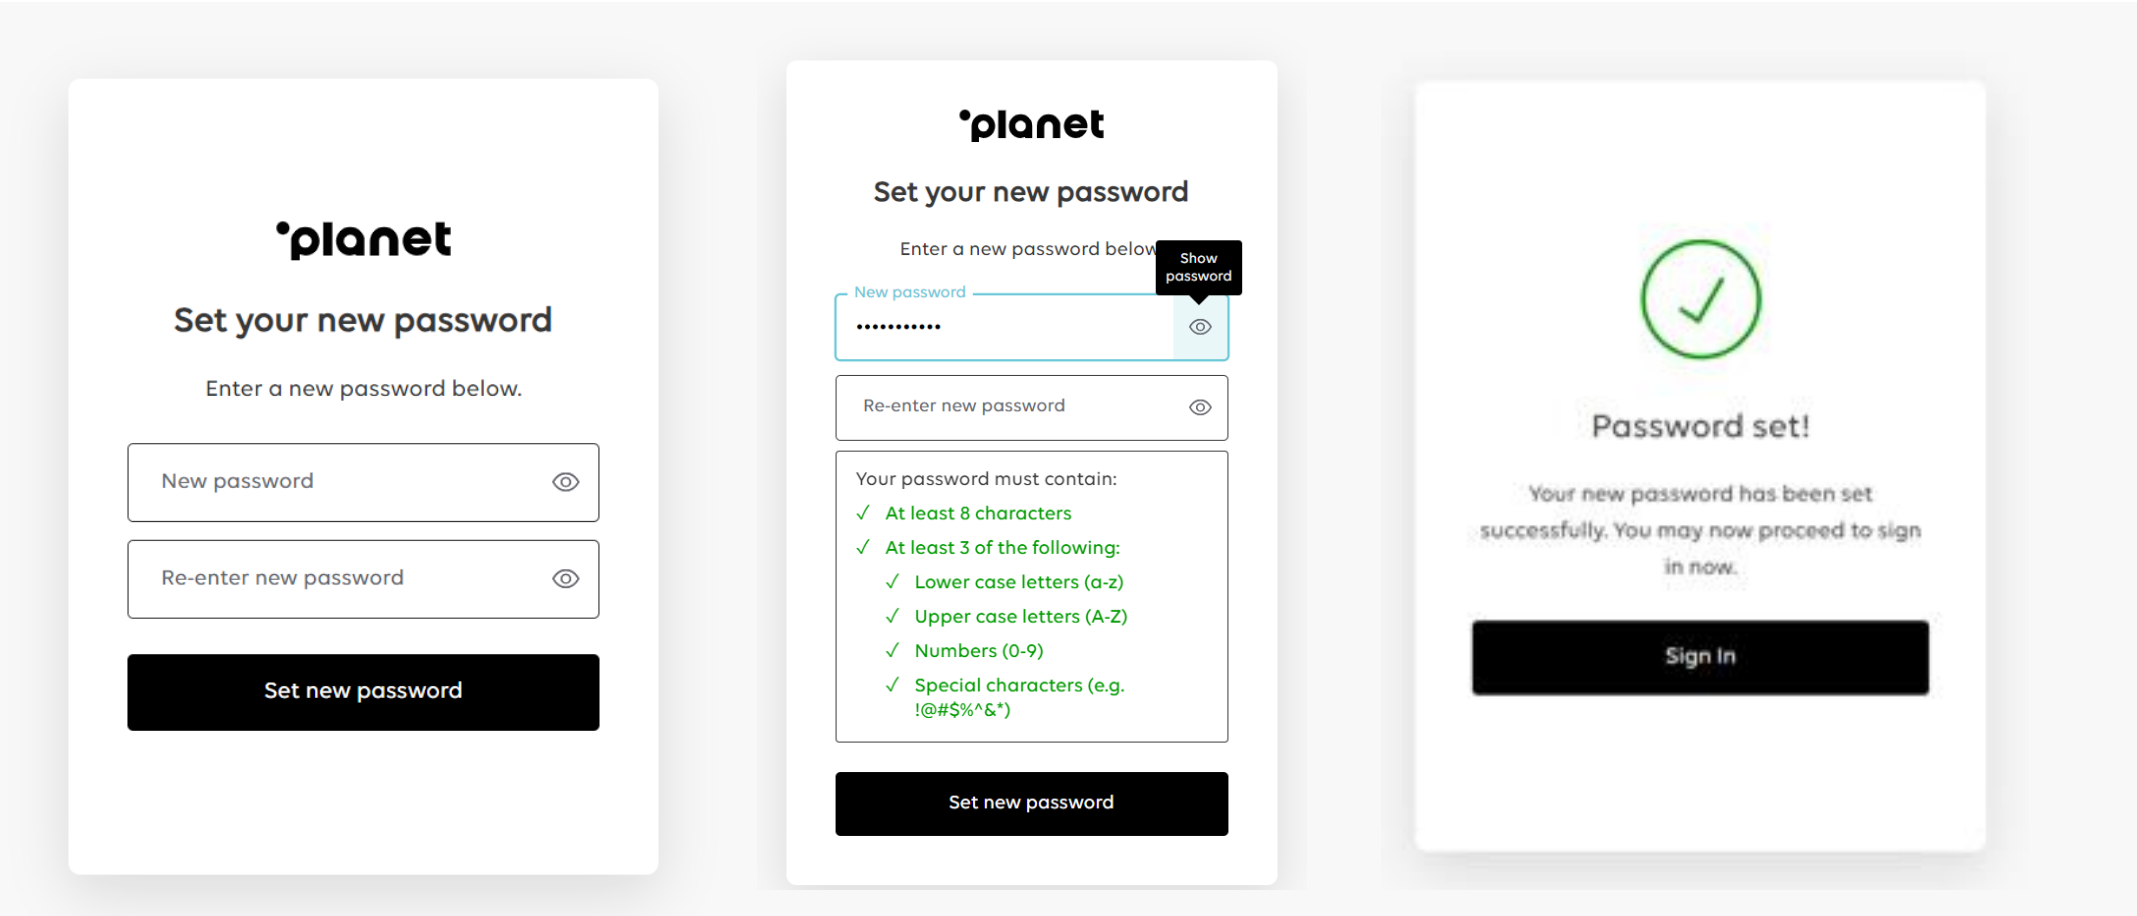 planet
Set your new password
Enter a new password below.
New password
Re-enter new password
Set new password
planet
Set your new password
Enter a new password below
Show
password
New password
•••••••••••
Re-enter new password
Your password must contain:
✓ At least 8 characters
✓ At least 3 of the following:
✓ Lower case letters (a-z)
✓ Upper case letters (A-Z)
✓ Numbers (0-9)
✓ Special characters (e.g.
!@#$%^&*)
Set new password
Password set!
Your new password has been set
successfully. You may now proceed to sign
in now.
Sign In